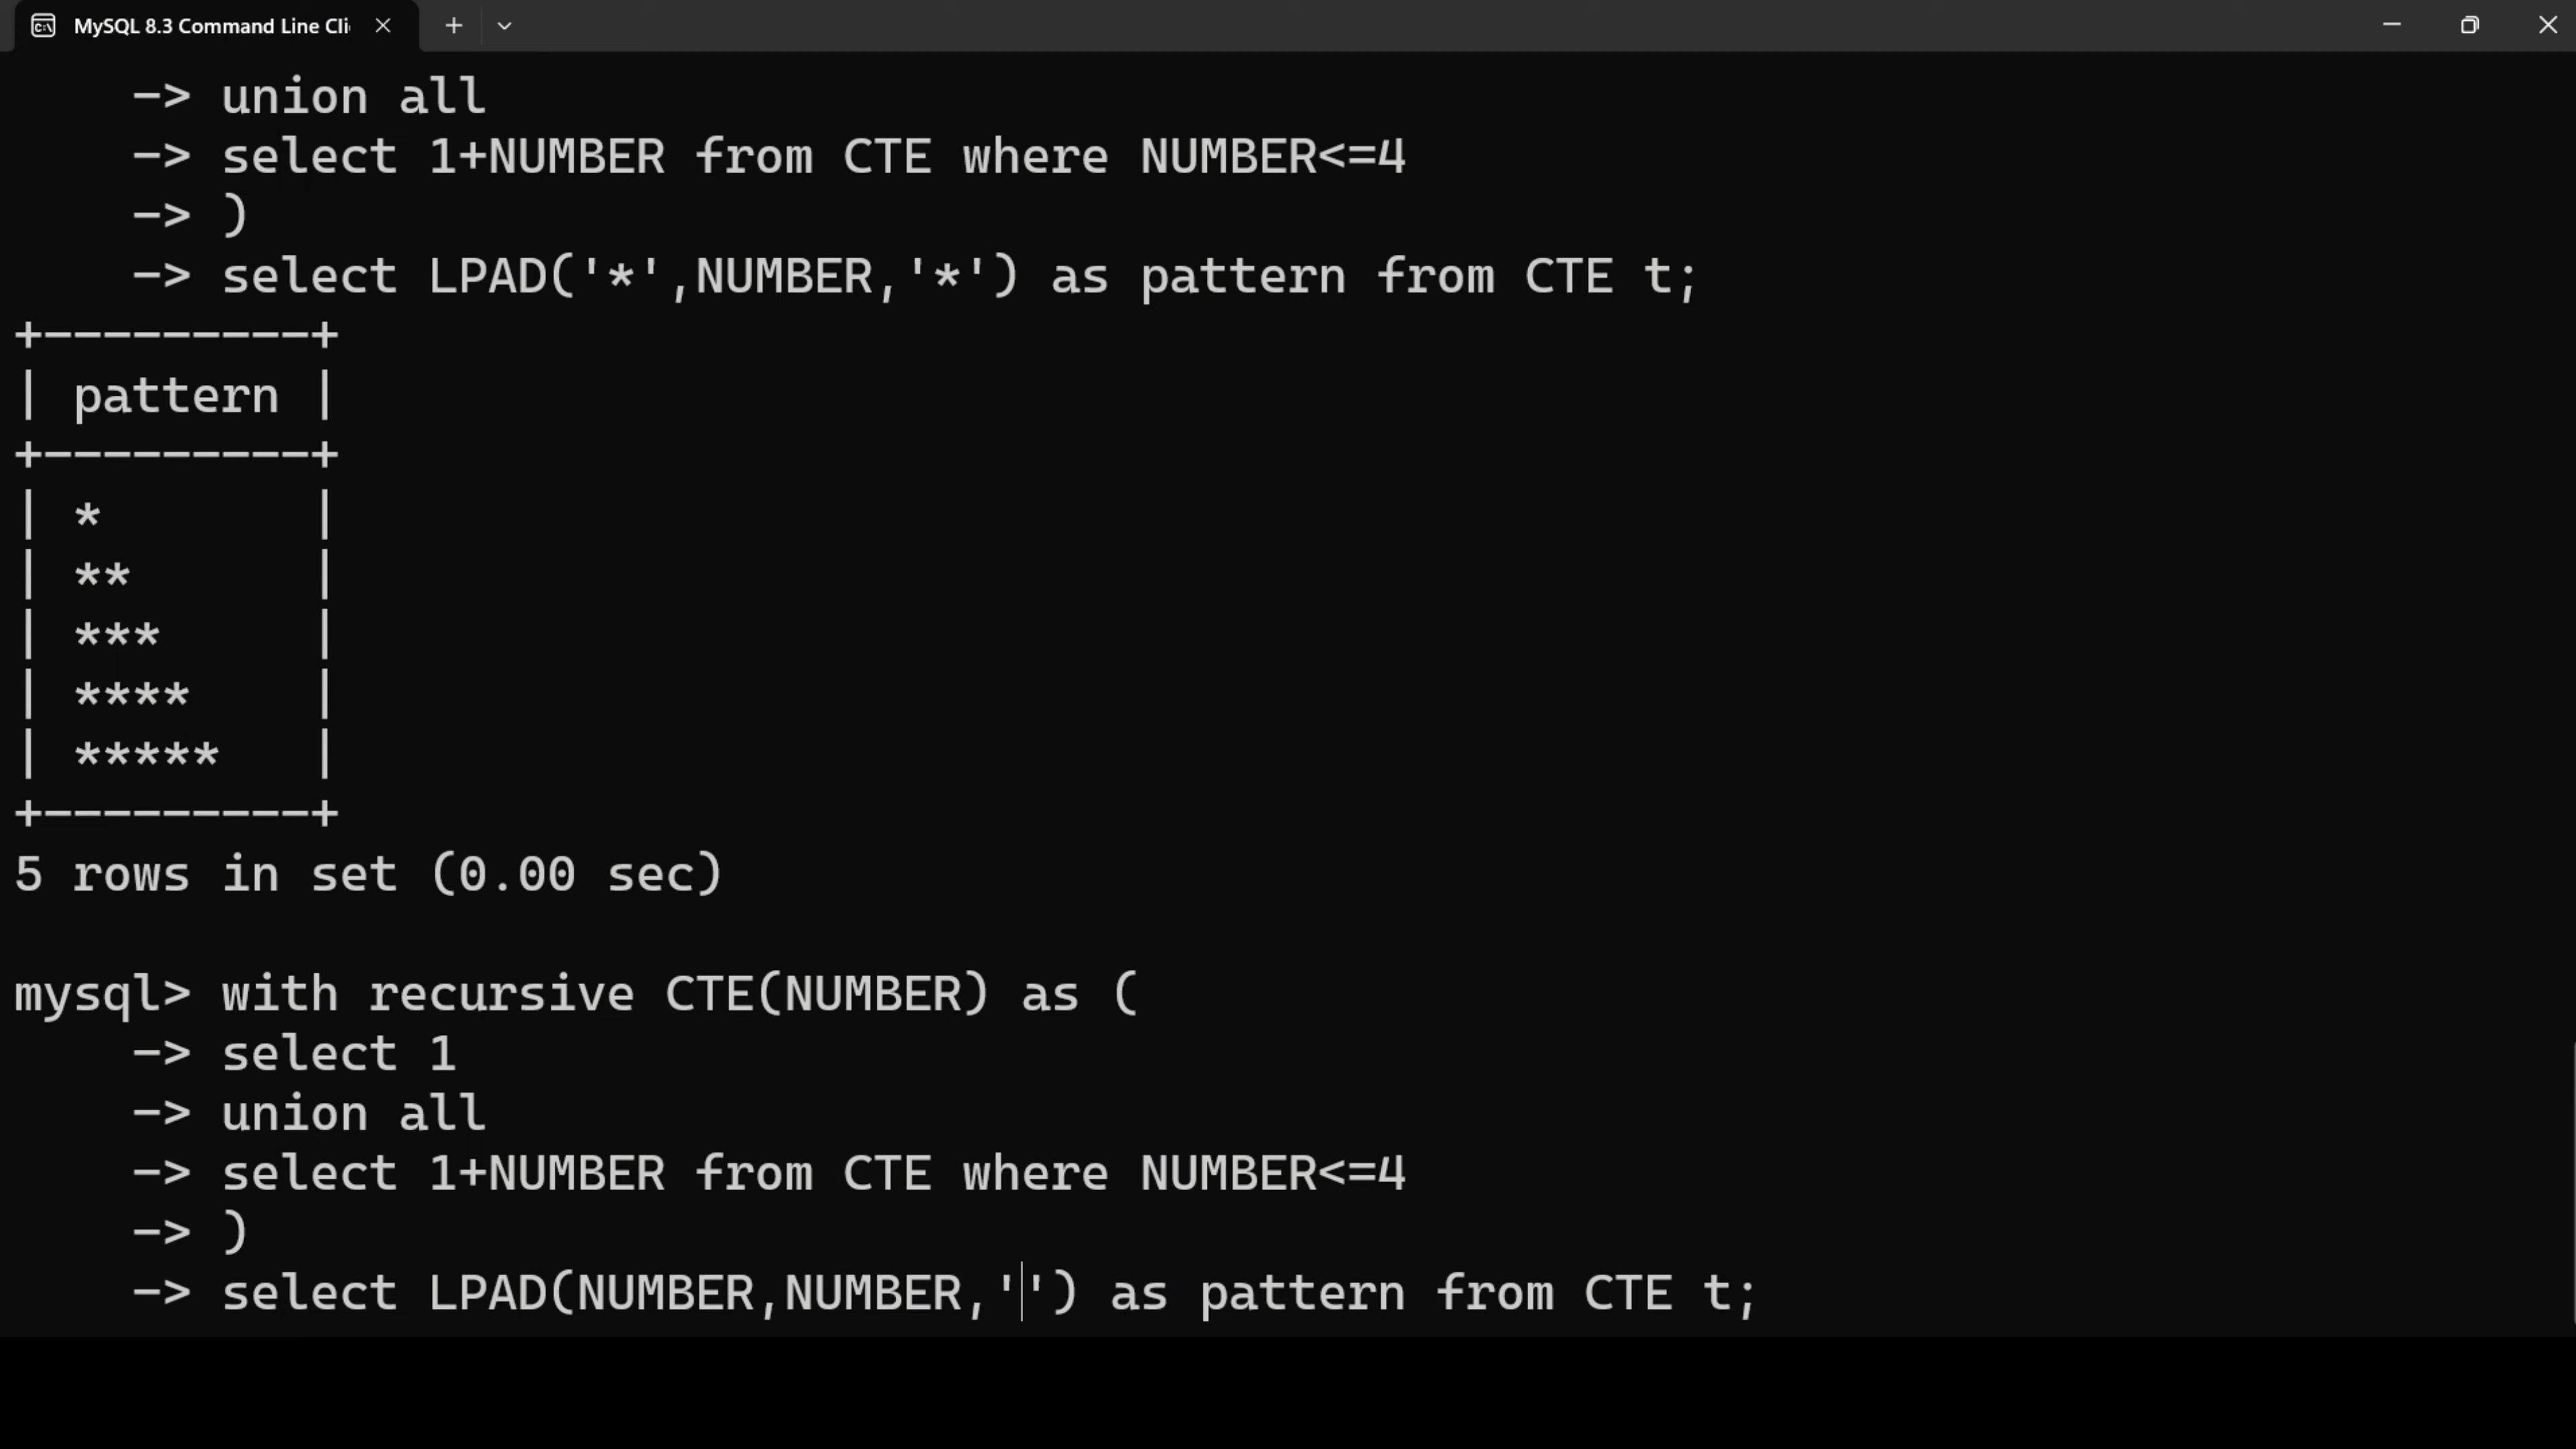 MySQL 8.3 Command Line Cli
-> union all
-> select 1+NUMBER from CTE where NUMBER<=4
-> )
-> select LPAD('*',NUMBER,'*') as pattern from CTE t;
+---------+
| pattern |
+---------+
| *       |
| **      |
| ***     |
| ****    |
| *****   |
+---------+
5 rows in set (0.00 sec)
mysql> with recursive CTE(NUMBER) as (
-> select 1
-> union all
-> select 1+NUMBER from CTE where NUMBER<=4
-> )
-> select LPAD(NUMBER,NUMBER,'') as pattern from CTE t;